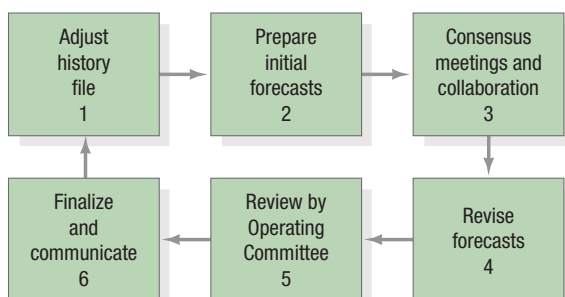 Adjust
history
file
1
Prepare
initial
forecasts
2
Consensus
meetings and
collaboration
3
Revise
forecasts
4
Review by
Operating
Committee
5
Finalize
and
communicate
6